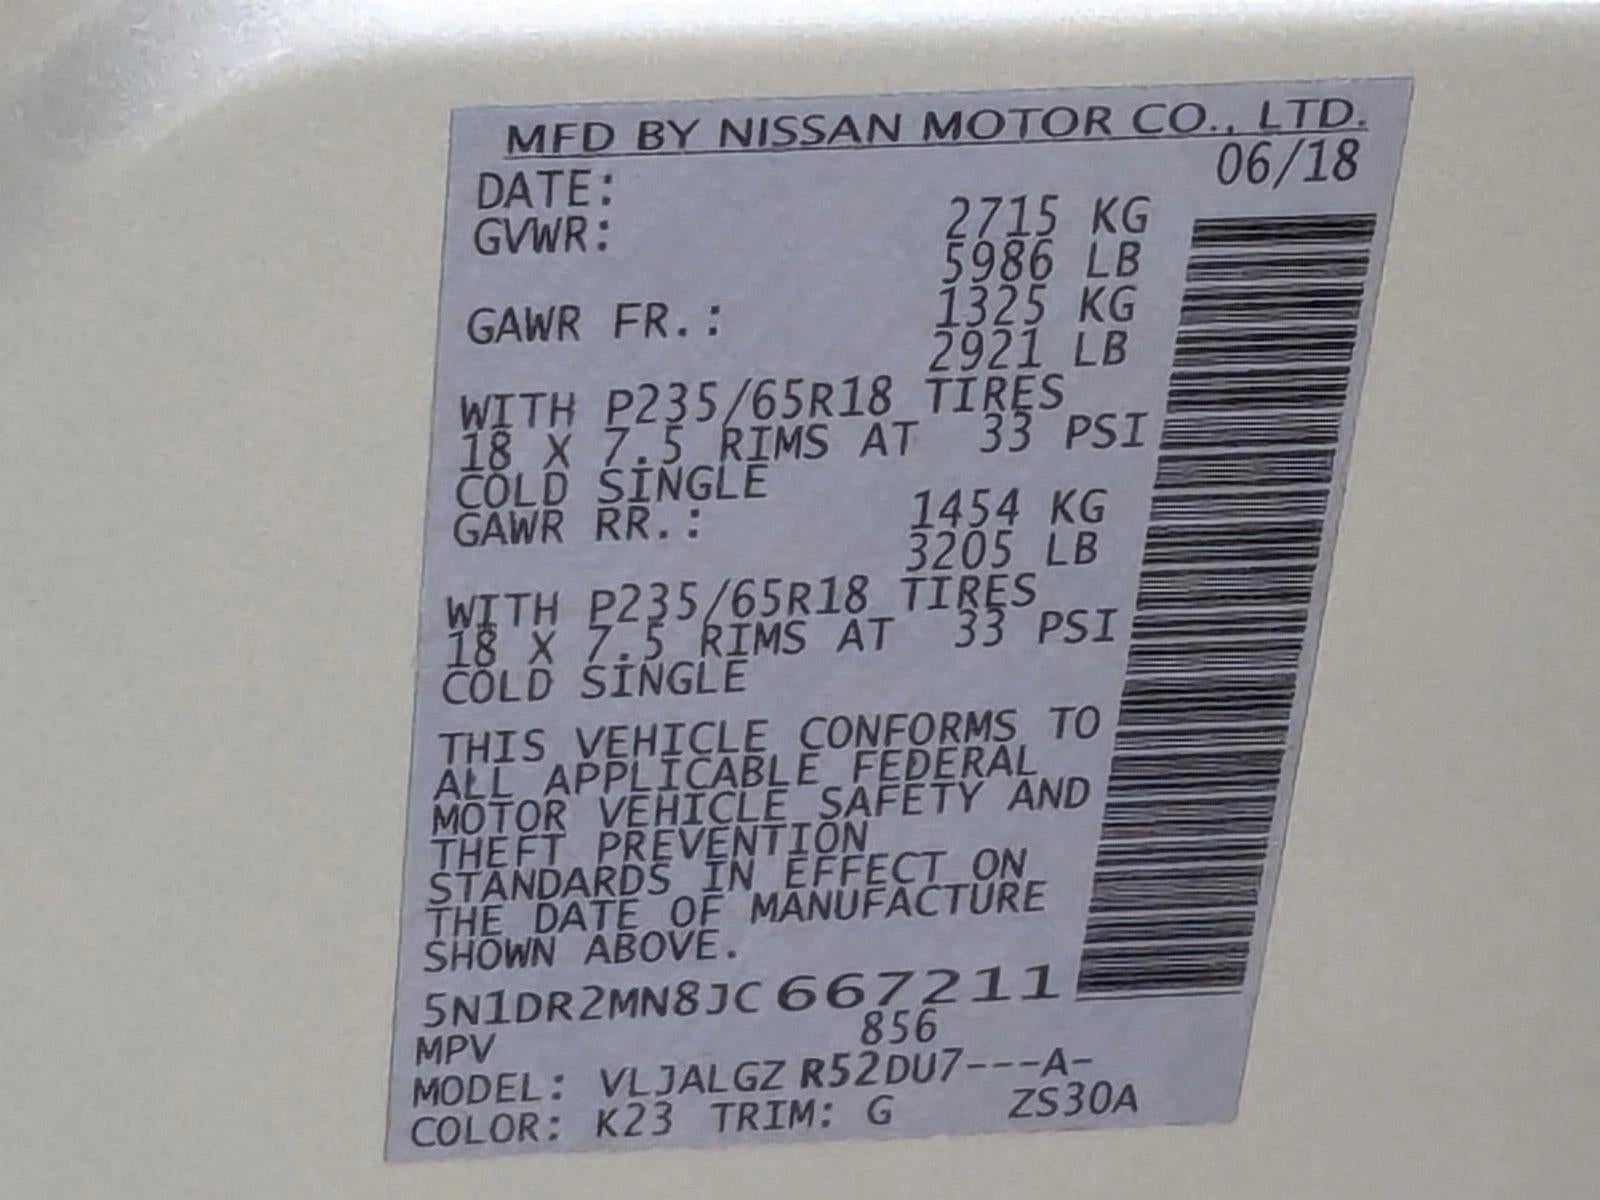 MFD BY NISSAN MOTOR CO., LTD.
DATE: 06/18
GVWR: 2715 KG
5986 LB
GAWR FR.: 1325 KG
2921 LB
WITH P235/65R18 TIRES
18 X 7.5 RIMS AT 33 PSI
COLD SINGLE
GAWR RR.: 1454 KG
3205 LB
WITH P235/65R18 TIRES
18 X 7.5 RIMS AT 33 PSI
COLD SINGLE
THIS VEHICLE CONFORMS TO
ALL APPLICABLE FEDERAL
MOTOR VEHICLE SAFETY AND
THEFT PREVENTION
STANDARDS IN EFFECT ON
THE DATE OF MANUFACTURE
SHOWN ABOVE.
5N1DR2MN8JC667211
MPV 856
MODEL: VLJALGZ R52DU7---A-
COLOR: K23 TRIM: G ZS30A